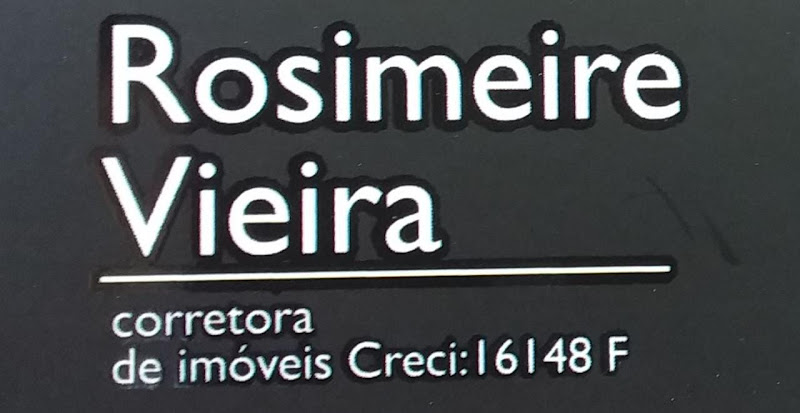 Rosimeire
Vieira
corretora
de imóveis Creci:16148 F